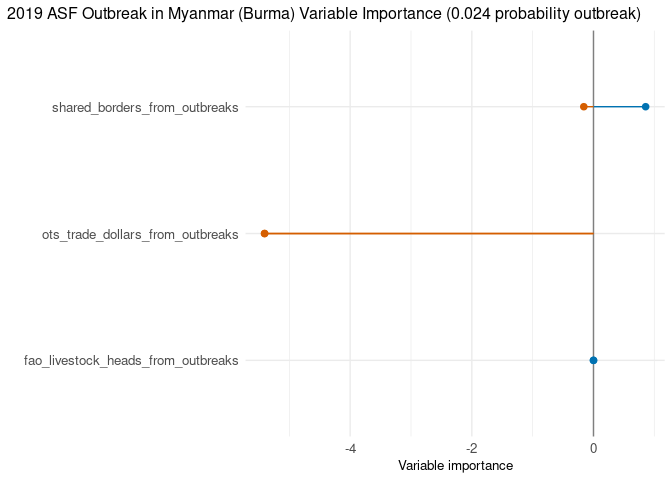 2019 ASF Outbreak in Myanmar (Burma) Variable Importance (0.024 probability outbreak)
shared_borders_from_outbreaks
ots_trade_dollars_from_outbreaks
fao_livestock_heads_from_outbreaks
-4 -2 0
Variable importance